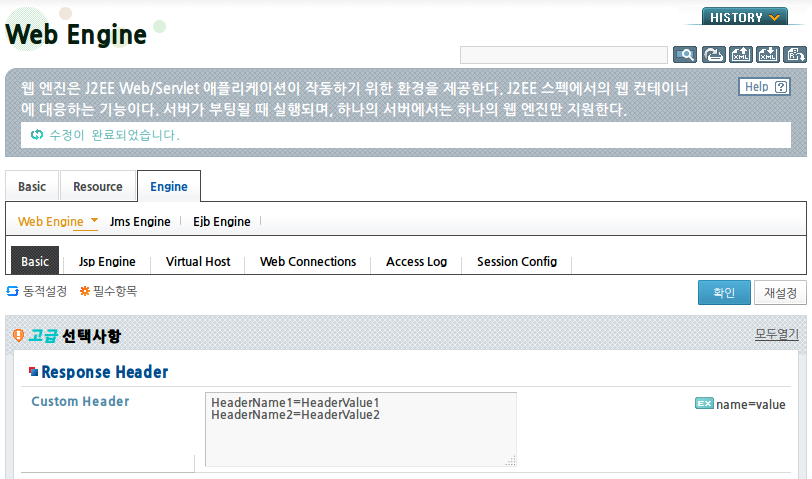 HISTORY
Web Engine
웹 엔진은 J2EE Web/Servlet 애플리케이션이 작동하기 위한 환경을 제공한다. J2EE 스펙에서의 웹 컨테이너
에 대응하는 기능이다. 서버가 부팅될 때 실행되며, 하나의 서버에서는 하나의 웹 엔진만 지원한다.
Help ?
수정이 완료되었습니다.
Basic Resource Engine
Web Engine Jms Engine Ejb Engine
Basic Jsp Engine Virtual Host Web Connections Access Log Session Config
동적설정 필수항목 확인 재설정
고급 선택사항 모두열기
Response Header
Custom Header
HeaderName1=HeaderValue1
HeaderName2=HeaderValue2
EX name=value